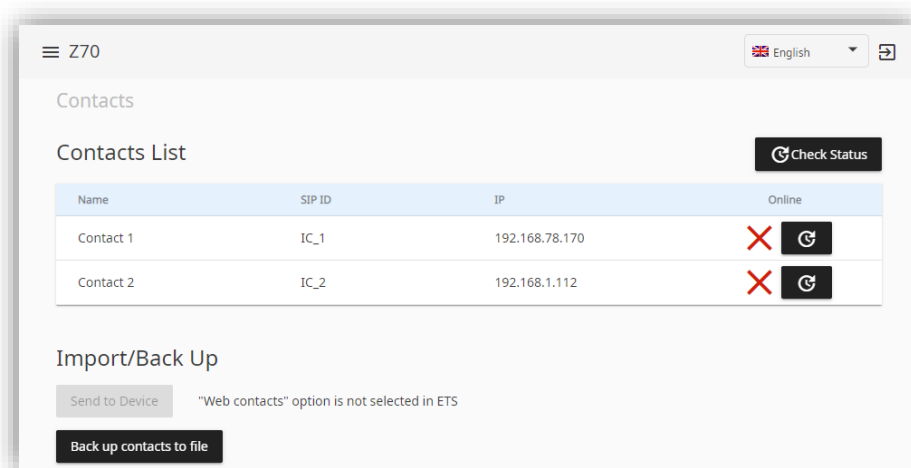 Z70
English
Contacts
Contacts List
Check Status
Name SIP ID IP Online
Contact 1 IC_1 192.168.78.170
Contact 2 IC_2 192.168.1.112
Import/Back Up
Send to Device "Web contacts" option is not selected in ETS
Back up contacts to file